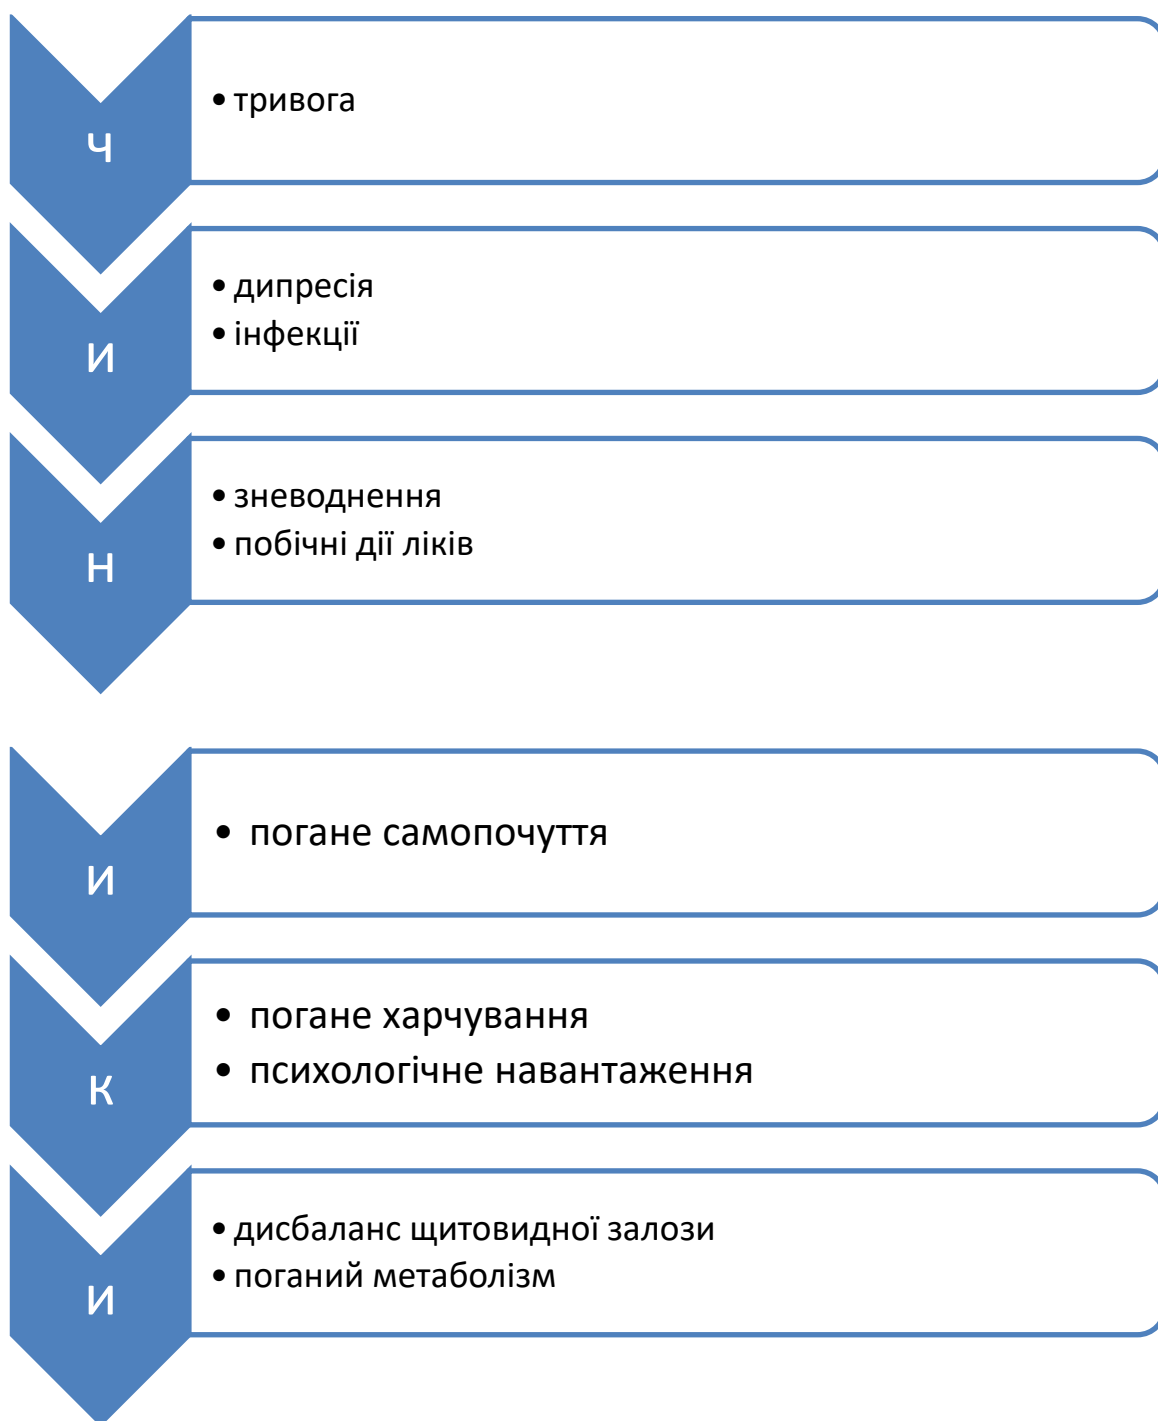 Ч
• тривога
И
• дипресія
• інфекції
Н
• зневоднення
• побічні дії ліків
И
• погане самопочуття
К
• погане харчування
• психологічне навантаження
И
• дисбаланс щитовидної залози
• поганий метаболізм